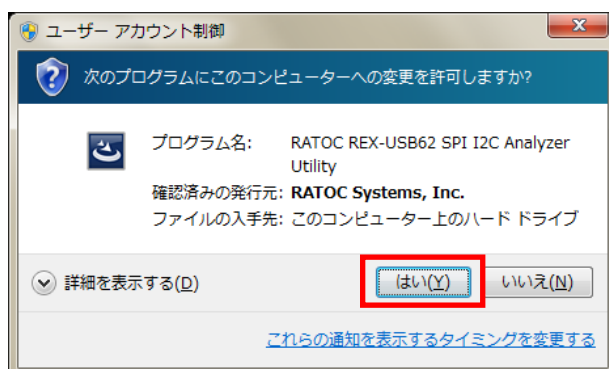 ユーザー アカウント制御
次のプログラムにこのコンピューターへの変更を許可しますか?
プログラム名: RATOC REX-USB62 SPI I2C Analyzer
Utility
確認済みの発行元: RATOC Systems, Inc.
ファイルの入手先: このコンピューター上のハード ドライブ
詳細を表示する(D) はい(Y) いいえ(N)
これらの通知を表示するタイミングを変更する